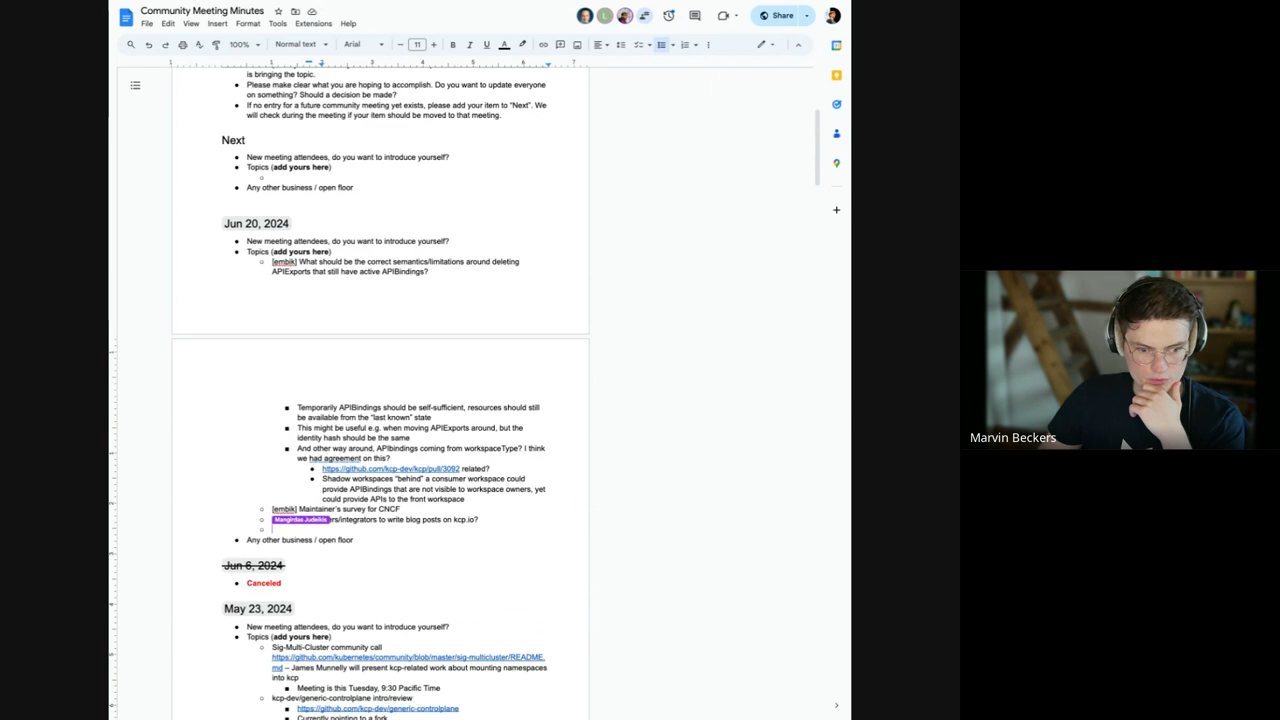 Community Meeting Minutes
File Edit View Insert Format Tools Extensions Help
Share
100% Normal text Arial 11
is bringing the topic.
Please make clear what you are hoping to accomplish. Do you want to update everyone
on something? Should a decision be made?
If no entry for a future community meeting yet exists, please add your item to "Next". We
will check during the meeting if your item should be moved to that meeting.
Next
New meeting attendees, do you want to introduce yourself?
Topics (add yours here)
Any other business / open floor
Jun 20, 2024
New meeting attendees, do you want to introduce yourself?
Topics (add yours here)
[embik] What should be the correct semantics/limitations around deleting
APIExports that still have active APIBindings?
Temporarily APIBindings should be self-sufficient, resources should still
be available from the "last known" state
This might be useful e.g. when moving APIExports around, but the
identity hash should be the same
And other way around, APIbindings coming from workspaceType? I think
we had agreement on this?
https://github.com/kcp-dev/kcp/pull/3092 related?
Shadow workspaces "behind" a consumer workspace could
provide APIBindings that are not visible to workspace owners, yet
could provide APIs to the front workspace
[embik] Maintainer's survey for CNCF
Mangirdas Judeikis rs/integrators to write blog posts on kcp.io?
Any other business / open floor
Jun 6, 2024
Canceled
May 23, 2024
New meeting attendees, do you want to introduce yourself?
Topics (add yours here)
Sig-Multi-Cluster community call
https://github.com/kubernetes/community/blob/master/sig-multicluster/README.
md – James Munnelly will present kcp-related work about mounting namespaces
into kcp
Meeting is this Tuesday, 9:30 Pacific Time
kcp-dev/generic-controlplane intro/review
https://github.com/kcp-dev/generic-controlplane
Currently pointing to a fork
Marvin Beckers